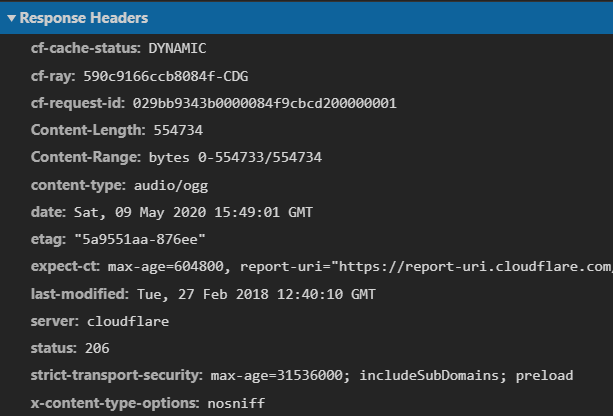 Response Headers
cf-cache-status: DYNAMIC
cf-ray: 590c9166ccb8084f-CDG
cf-request-id: 029bb9343b0000084f9cbcd200000001
Content-Length: 554734
Content-Range: bytes 0-554733/554734
content-type: audio/ogg
date: Sat, 09 May 2020 15:49:01 GMT
etag: "5a9551aa-876ee"
expect-ct: max-age=604800, report-uri="https://report-uri.cloudflare.com/
last-modified: Tue, 27 Feb 2018 12:40:10 GMT
server: cloudflare
status: 206
strict-transport-security: max-age=31536000; includeSubDomains; preload
x-content-type-options: nosniff